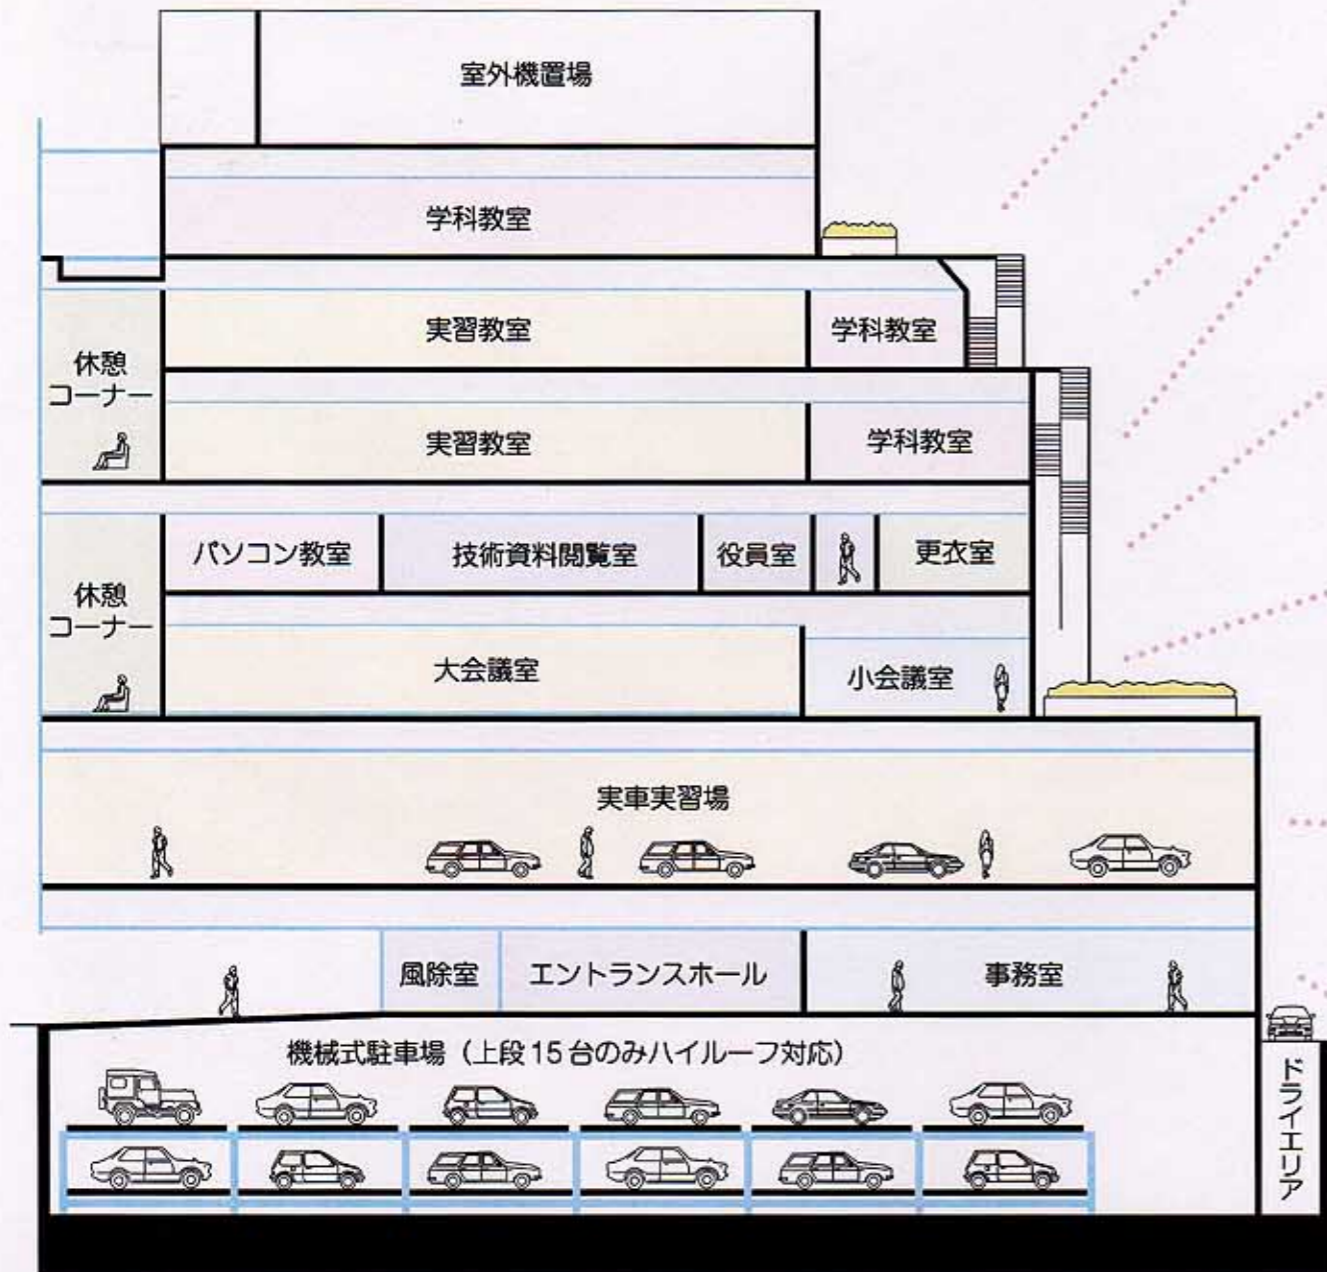 室外機置場
学科教室
実習教室
学科教室
休憩
コーナー
実習教室
学科教室
パソコン教室
技術資料閲覧室
役員室
更衣室
休憩
コーナー
大会議室
小会議室
実車実習場
風除室
エントランスホール
事務室
機械式駐車場（上段15台のみハイルーフ対応）
ドライエリア